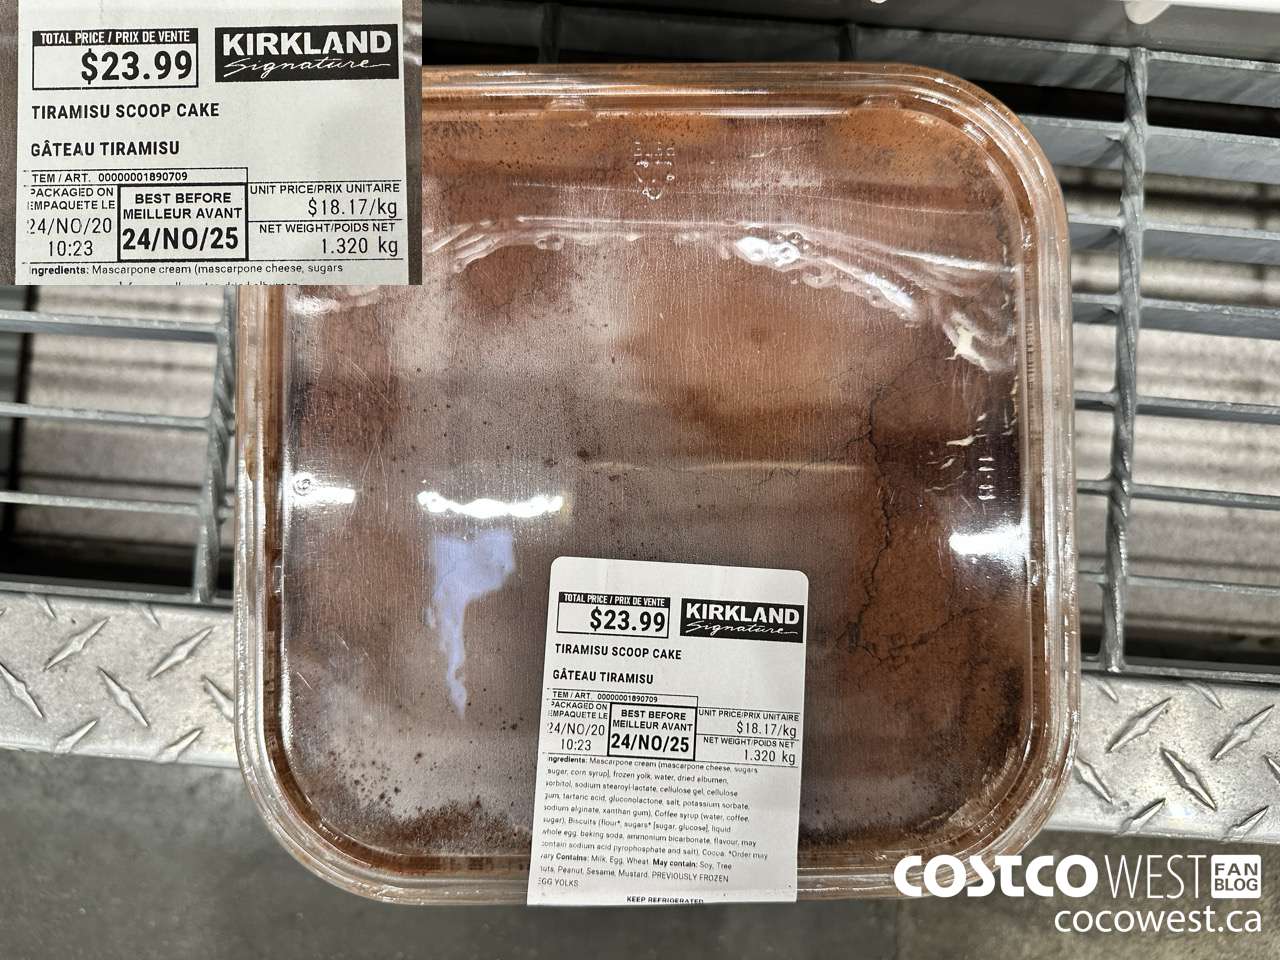 TOTAL PRICE / PRIX DE VENTE
$23.99
KIRKLAND
Signature
TIRAMISU SCOOP CAKE
GÂTEAU TIRAMISU
TEM / ART. 00000001890709
PACKAGED ON
EMPAQUETE LE
24/NO/20
10:23
BEST BEFORE
MEILLEUR AVANT
24/NO/25
UNIT PRICE/PRIX UNITAIRE
$18.17/kg
NET WEIGHT/POIDS NET
1.320 kg
ngredients: Mascarpone cream (mascarpone cheese, sugars
TOTAL PRICE / PRIX DE VENTE
$23.99
KIRKLAND
Signature
TIRAMISU SCOOP CAKE
GÂTEAU TIRAMISU
TEM / ART. 00000001890709
PACKAGED ON
EMPAQUETE LE
24/NO/20
10:23
BEST BEFORE
MEILLEUR AVANT
24/NO/25
UNIT PRICE/PRIX UNITAIRE
$18.17/kg
NET WEIGHT/POIDS NET
1.320 kg
ngredients: Mascarpone cream (mascarpone cheese, sugars
sugar, corn syrup], frozen yolk, water, dried albumen,
sorbitol, sodium stearoyl-lactate, cellulose gel, cellulose
gum, tartaric acid, gluconolactone, salt, potassium sorbate,
sodium alginate, xanthan gum), Coffee syrup (water, coffee,
sugar), Biscuits (flour*, sugars* [sugar, glucose], liquid
whole egg, baking soda, ammonium bicarbonate, flavour, may
contain sodium acid pyrophosphate and salt), Cocoa. *Order may
vary Contains: Milk, Egg, Wheat. May contain: Soy, Tree
nuts, Peanut, Sesame, Mustard. PREVIOUSLY FROZEN
EGG YOLKS
KEEP REFRIGERATED
COSTCO WEST FAN BLOG
cocowest.ca